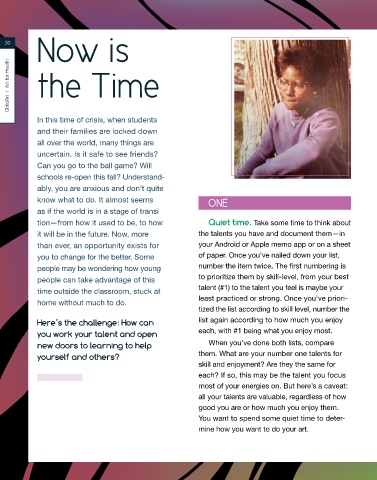 30
ChrisArt | Art for Health
Now is
the Time
In this time of crisis, when students
and their families are locked down
all over the world, many things are
uncertain. Is it safe to see friends?
Can you go to the ball game? Will
schools re-open this fall? Understand-
ably, you are anxious and don't quite
know what to do. It almost seems
as if the world is in a stage of transi
tion—from how it used to be, to how
it will be in the future. Now, more
than ever, an opportunity exists for
you to change for the better. Some
people may be wondering how young
people can take advantage of this
time outside the classroom, stuck at
home without much to do.
Here's the challenge: How can
you work your talent and open
new doors to learning to help
yourself and others?
ONE
Quiet time. Take some time to think about
the talents you have and document them—in
your Android or Apple memo app or on a sheet
of paper. Once you've nailed down your list,
number the item twice. The first numbering is
to prioritize them by skill-level, from your best
talent (#1) to the talent you feel is maybe your
least practiced or strong. Once you've priori-
tized the list according to skill level, number the
list again according to how much you enjoy
each, with #1 being what you enjoy most.
When you've done both lists, compare
them. What are your number one talents for
skill and enjoyment? Are they the same for
each? If so, this may be the talent you focus
most of your energies on. But here's a caveat:
all your talents are valuable, regardless of how
good you are or how much you enjoy them.
You want to spend some quiet time to deter-
mine how you want to do your art.